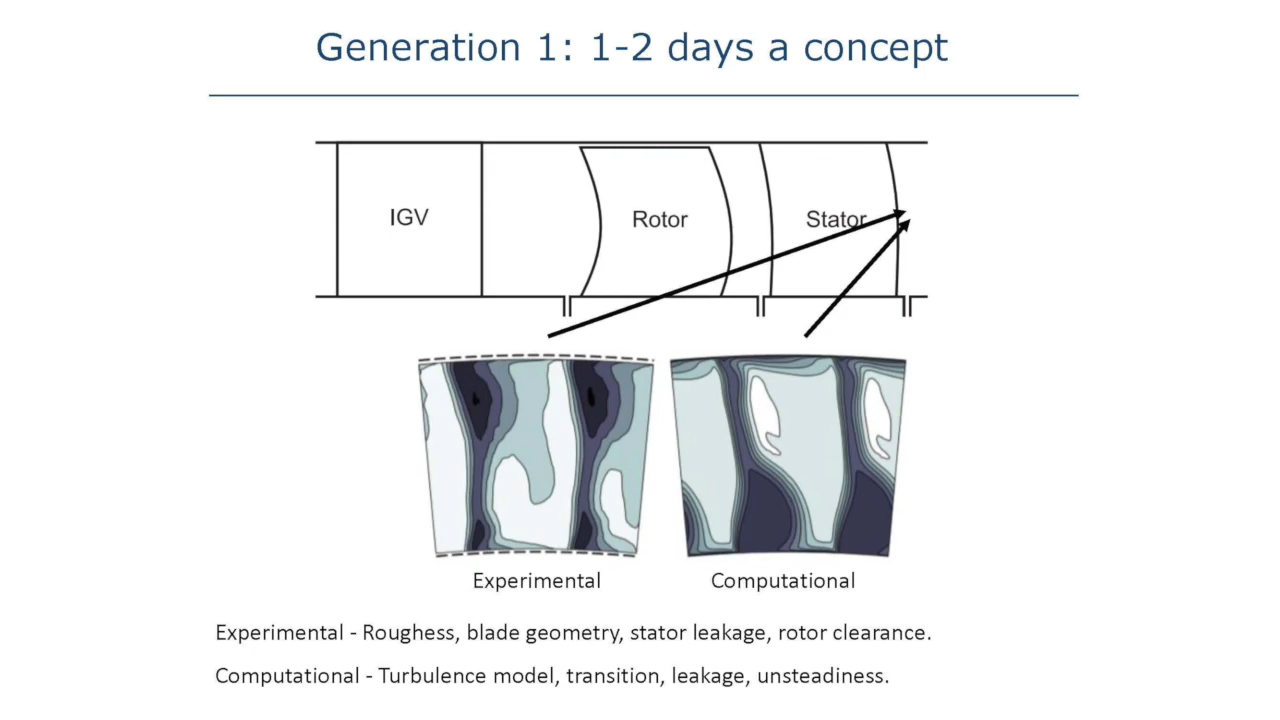 Generation 1: 1-2 days a concept
IGV
Rotor
Stator
Experimental
Computational
Experimental - Roughess, blade geometry, stator leakage, rotor clearance.
Computational - Turbulence model, transition, leakage, unsteadiness.